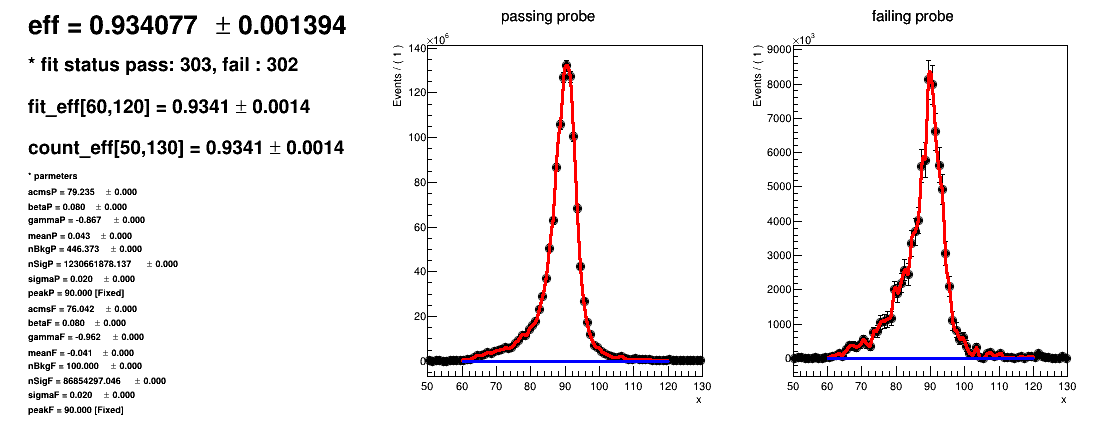 eff = 0.934077 ± 0.001394
* fit status pass: 303, fail : 302
fit_eff[60,120] = 0.9341 ± 0.0014
count_eff[50,130] = 0.9341 ± 0.0014
* parmeters
acmsP = 79.235 ± 0.000
betaP = 0.080 ± 0.000
gammaP = -0.867 ± 0.000
meanP = 0.043 ± 0.000
nBkgP = 446.373 ± 0.000
nSigP = 1230661878.137 ± 0.000
sigmaP = 0.020 ± 0.000
peakP = 90.000 [Fixed]
acmsF = 76.042 ± 0.000
betaF = 0.080 ± 0.000
gammaF = -0.962 ± 0.000
meanF = -0.041 ± 0.000
nBkgF = 100.000 ± 0.000
nSigF = 86854297.046 ± 0.000
sigmaF = 0.020 ± 0.000
peakF = 90.000 [Fixed]
passing probe
×10⁶
Events / ( 1 )
140
120
100
80
60
40
20
0
50 60 70 80 90 100 110 120 130
x
failing probe
×10³
Events / ( 1 )
9000
8000
7000
6000
5000
4000
3000
2000
1000
0
50 60 70 80 90 100 110 120 130
x